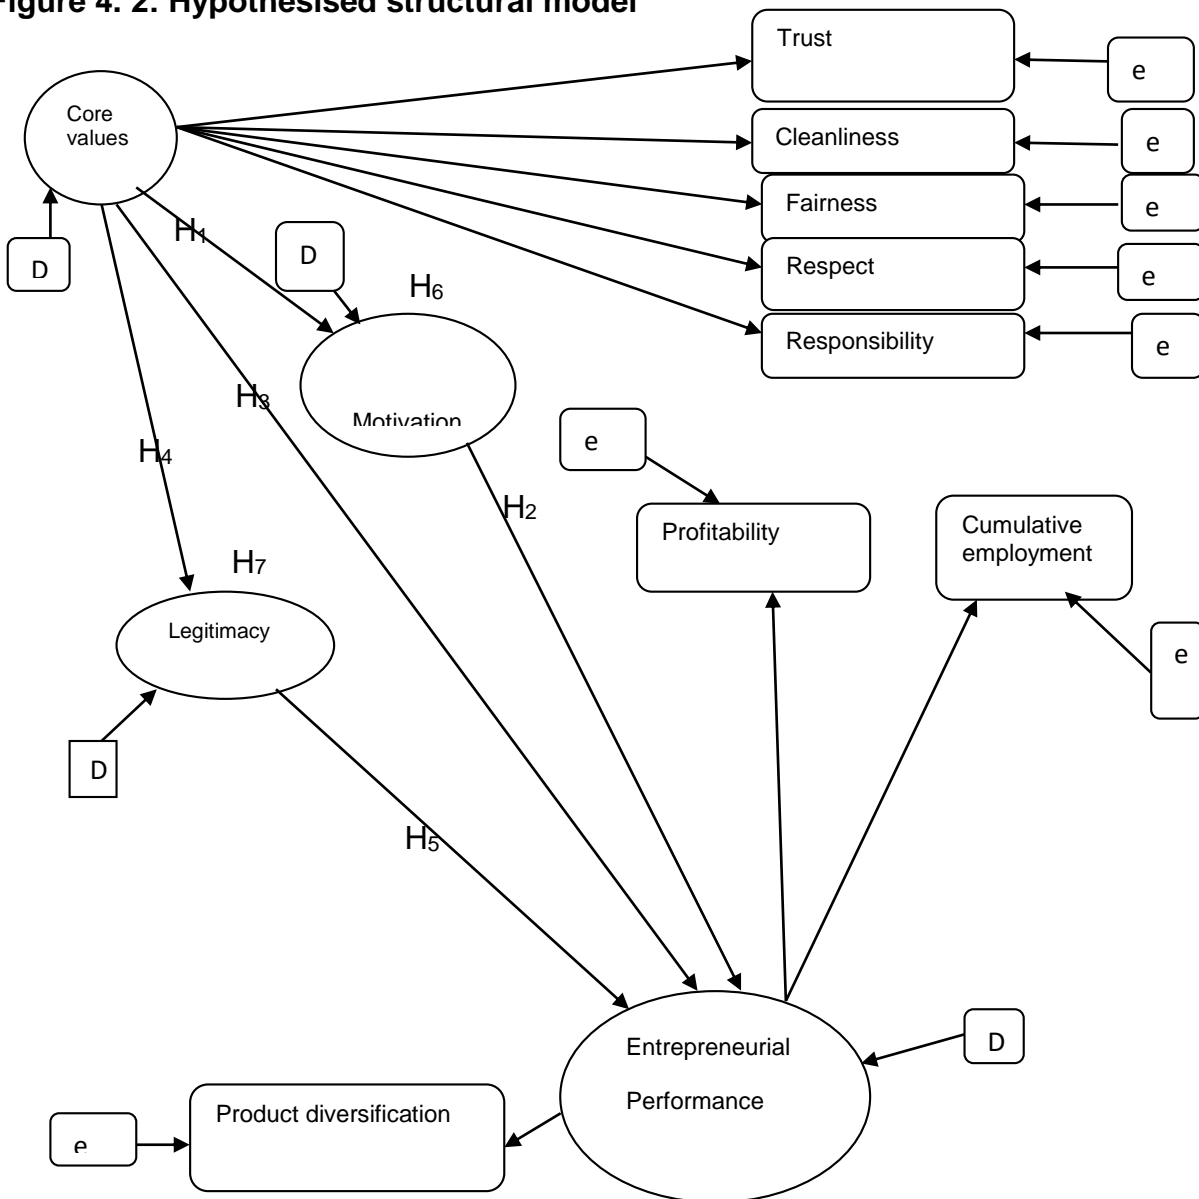 Figure 4. 2: Hypothesised structural model
Trust
e
Core
values
Cleanliness
e
Fairness
e
H1
D
D
H6
Respect
e
Responsibility
e
H3
Motivation
e
H4
H2
Profitability
Cumulative
employment
H7
Legitimacy
e
D
H5
Entrepreneurial
D
Performance
Product diversification
e